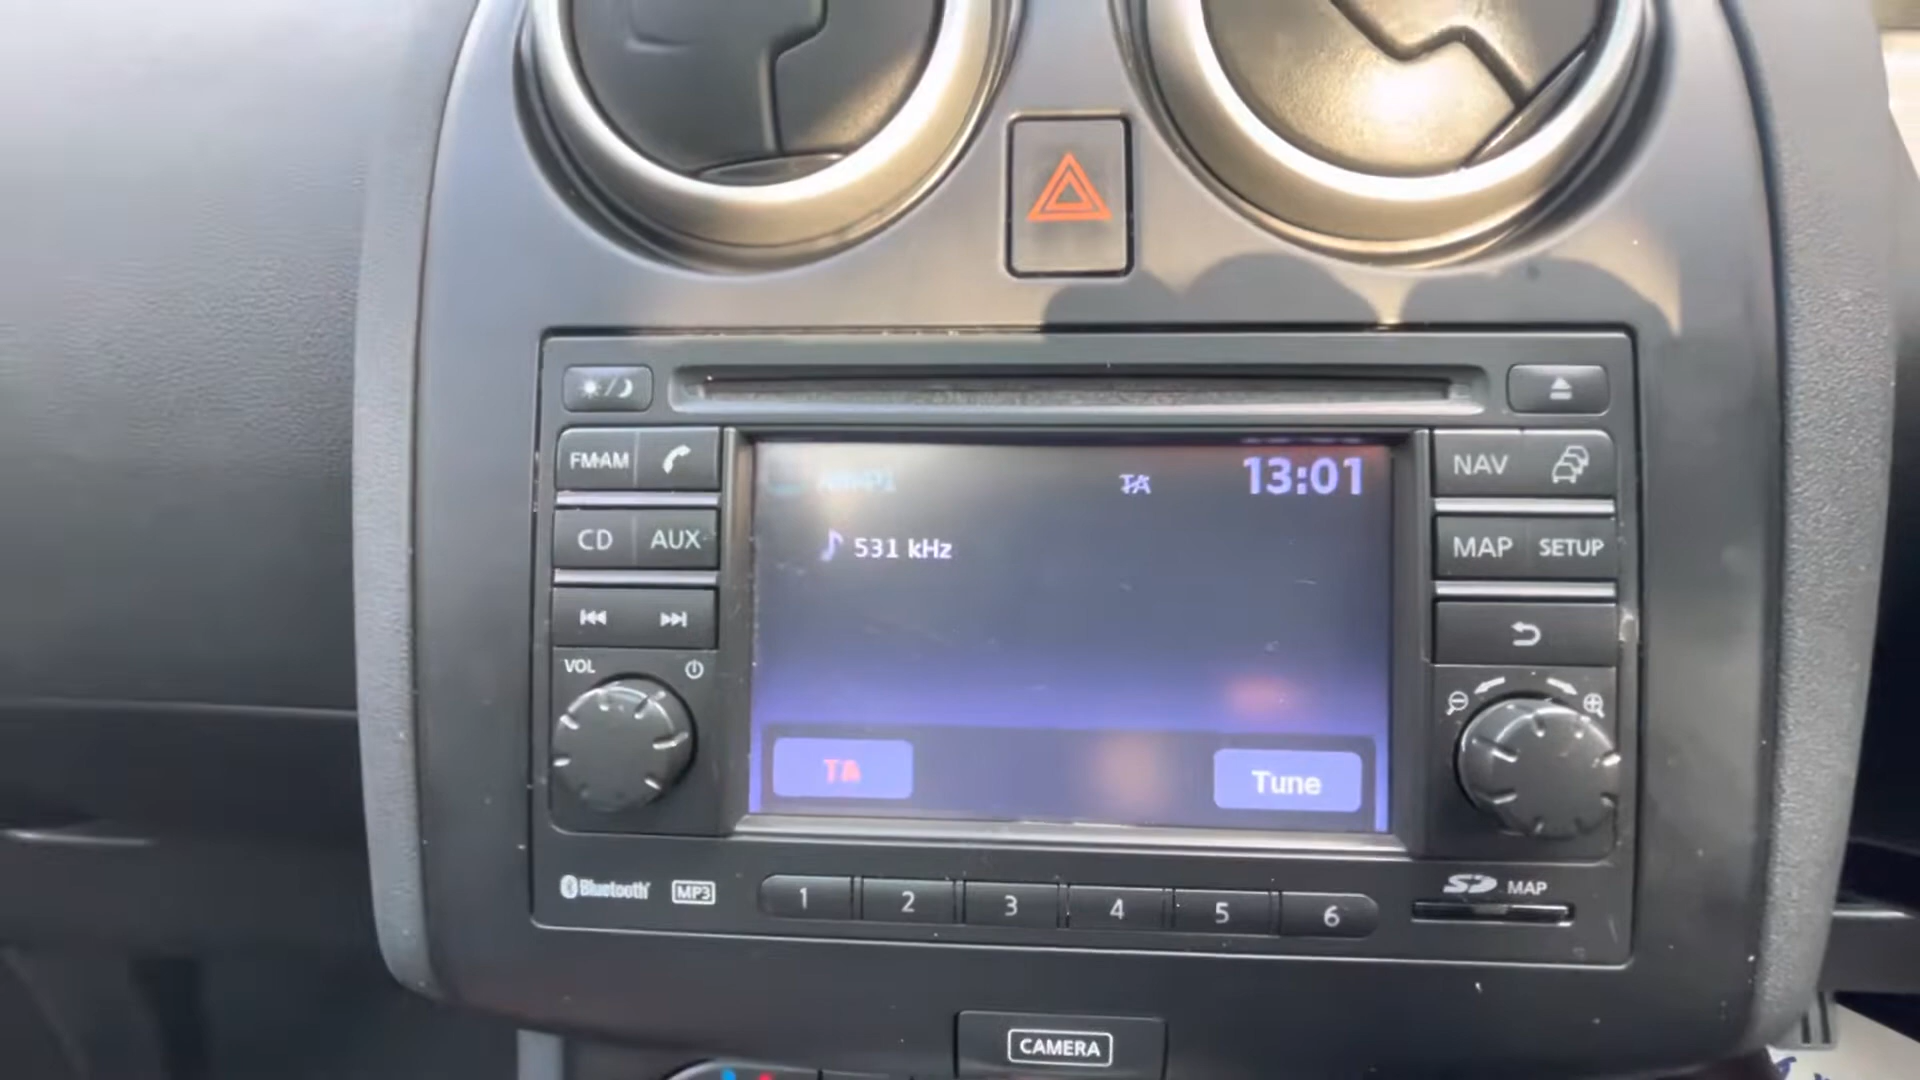 FM·AM
CD AUX
VOL
TA 13:01
531 kHz
TA Tune
NAV
MAP SETUP
Bluetooth MP3
1 2 3 4 5 6
SD MAP
CAMERA